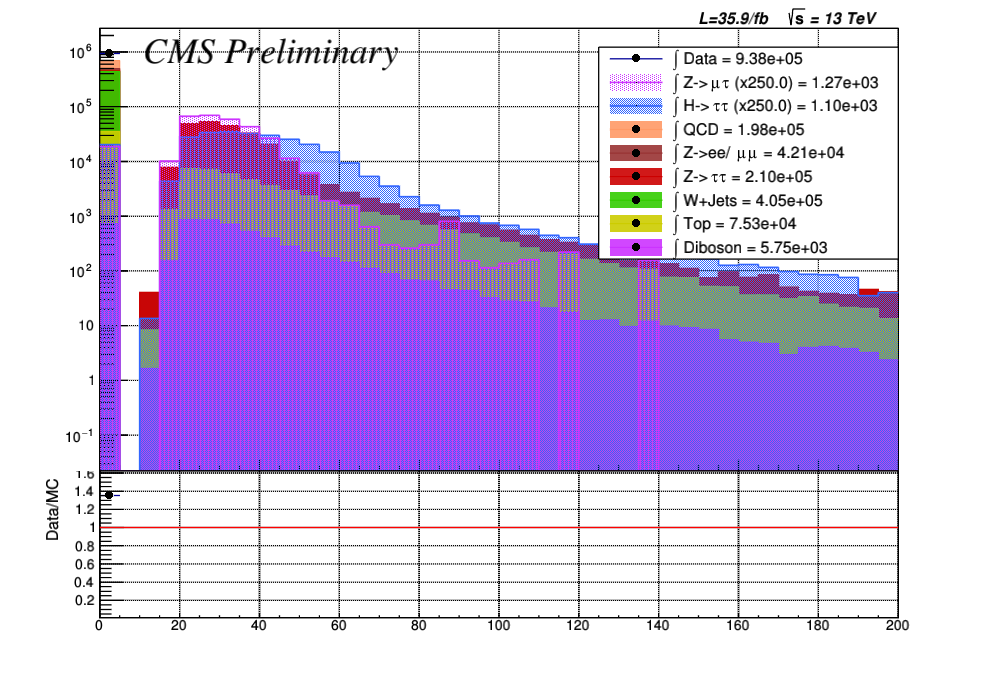 L=35.9/fb √s = 13 TeV
CMS Preliminary
∫ Data = 9.38e+05
∫ Z->μτ (x250.0) = 1.27e+03
∫ H->ττ (x250.0) = 1.10e+03
∫ QCD = 1.98e+05
∫ Z->ee/ μμ = 4.21e+04
∫ Z->ττ = 2.10e+05
∫ W+Jets = 4.05e+05
∫ Top = 7.53e+04
∫ Diboson = 5.75e+03
10⁶
10⁵
10⁴
10³
10²
10
1
10⁻¹
Data/MC
1.6
1.4
1.2
1
0.8
0.6
0.4
0.2
0 20 40 60 80 100 120 140 160 180 200